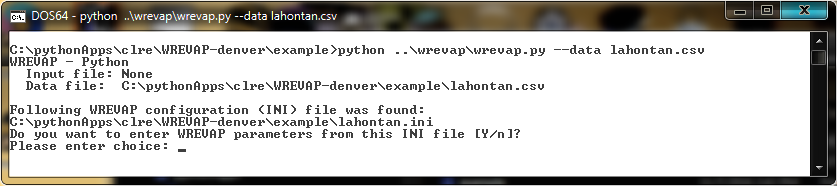 DOS64 - python ..\wrevap\wrevap.py --data lahontan.csv
C:\pythonApps\clre\WREVAP-denver\example>python ..\wrevap\wrevap.py --data lahontan.csv
WREVAP - Python
Input file: None
Data file: C:\pythonApps\clre\WREVAP-denver\example\lahontan.csv
Following WREVAP configuration (INI) file was found:
C:\pythonApps\clre\WREVAP-denver\example\lahontan.ini
Do you want to enter WREVAP parameters from this INI file [Y/n]?
Please enter choice: _